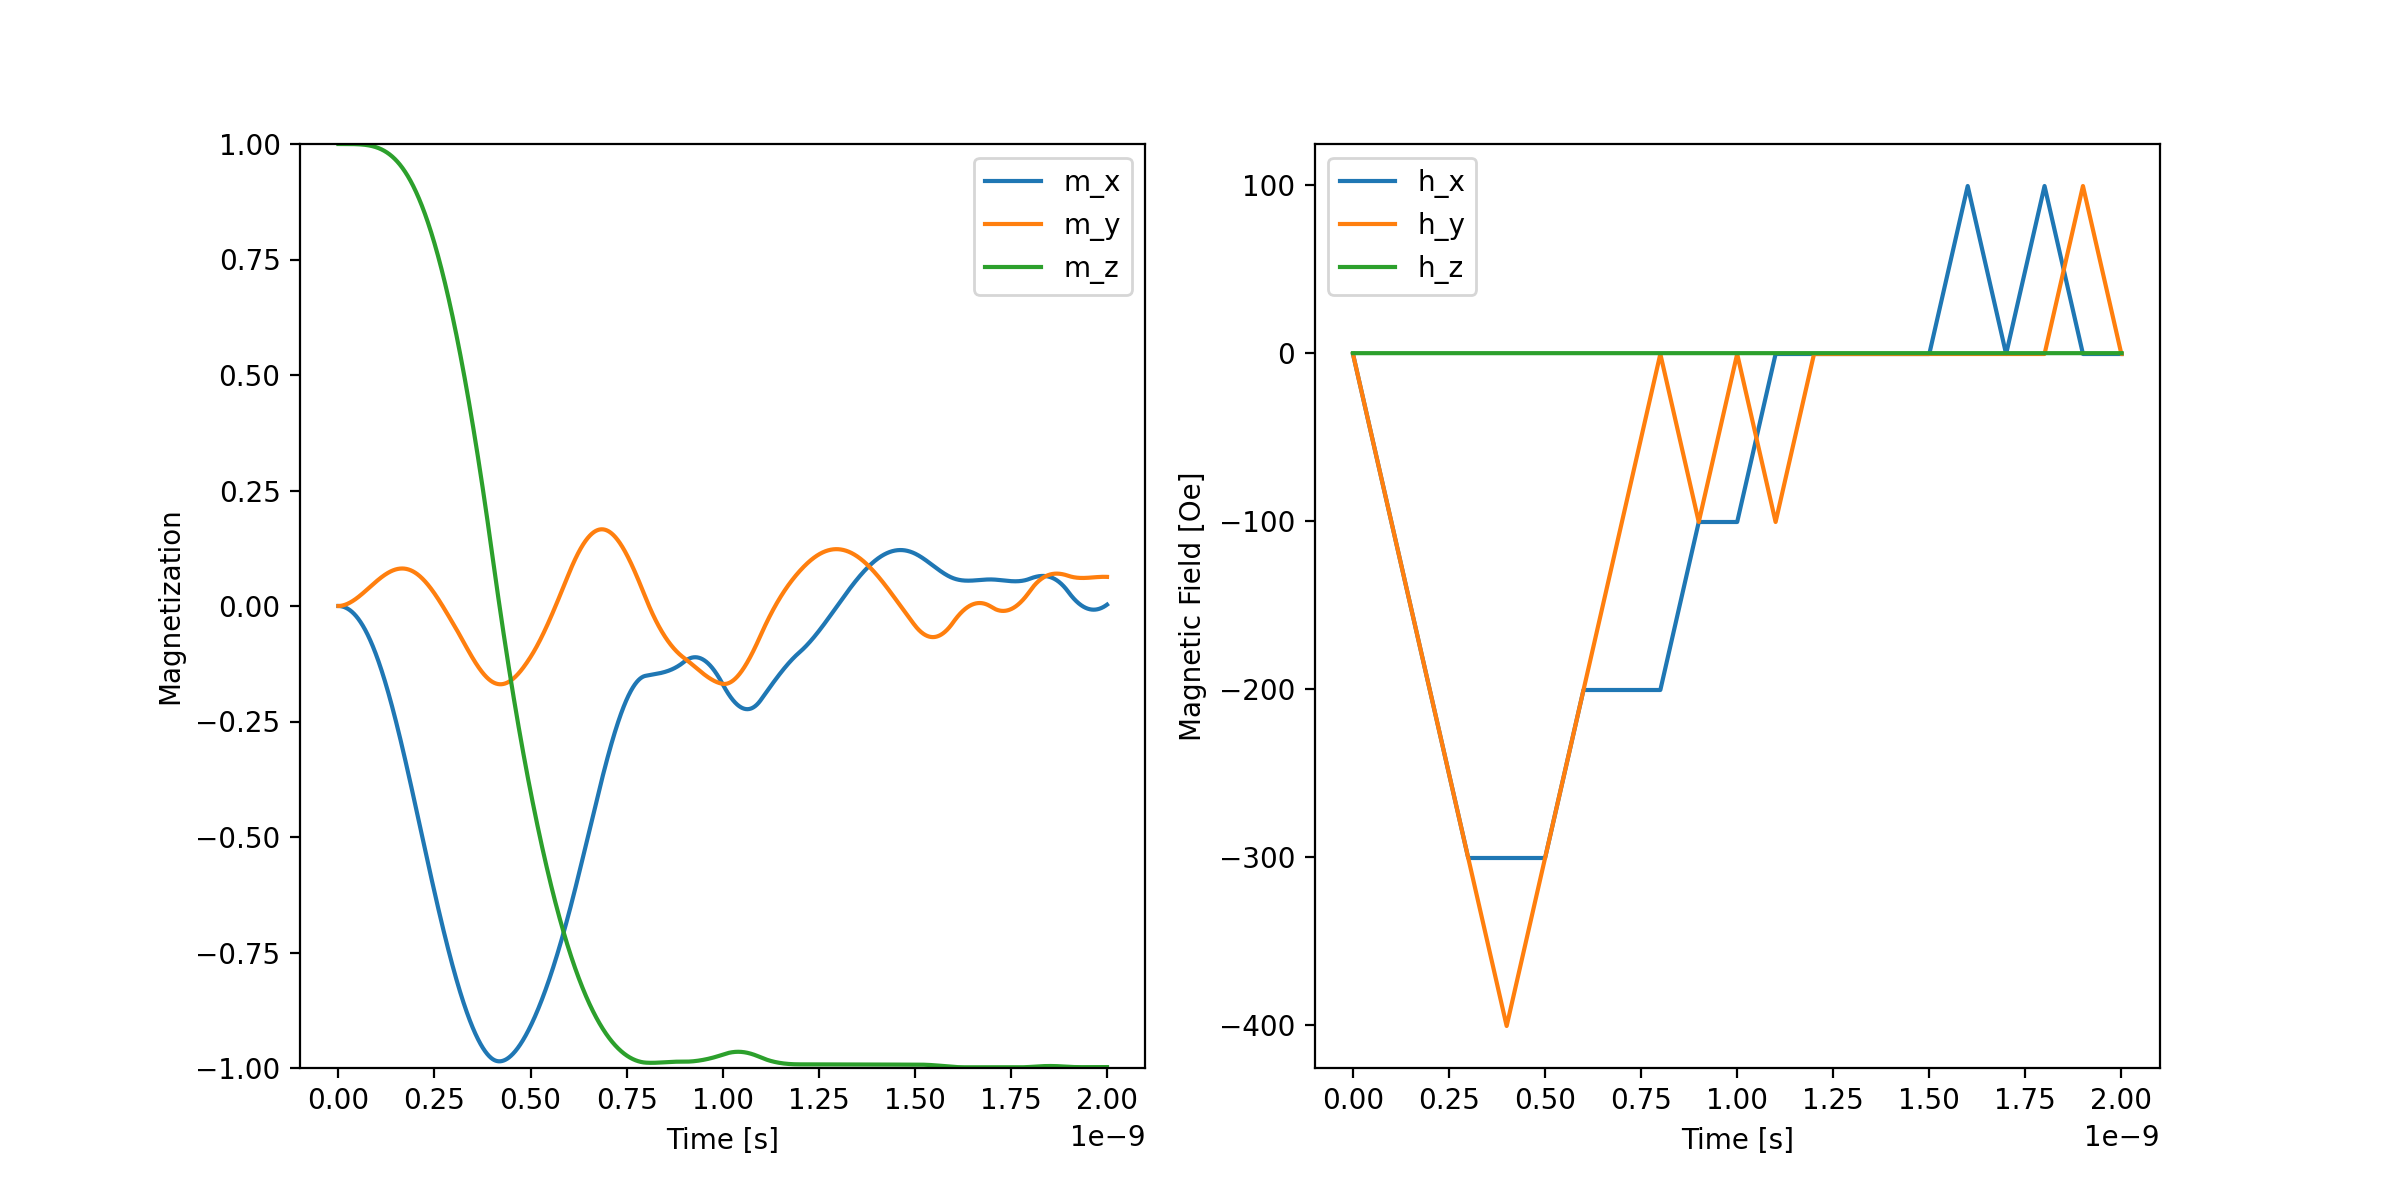 1.00
0.75
0.50
0.25
0.00
−0.25
−0.50
−0.75
−1.00
Magnetization
m_x
m_y
m_z
0.00 0.25 0.50 0.75 1.00 1.25 1.50 1.75 2.00
Time [s]
1e−9
100
0
−100
−200
−300
−400
Magnetic Field [Oe]
h_x
h_y
h_z
0.00 0.25 0.50 0.75 1.00 1.25 1.50 1.75 2.00
Time [s]
1e−9